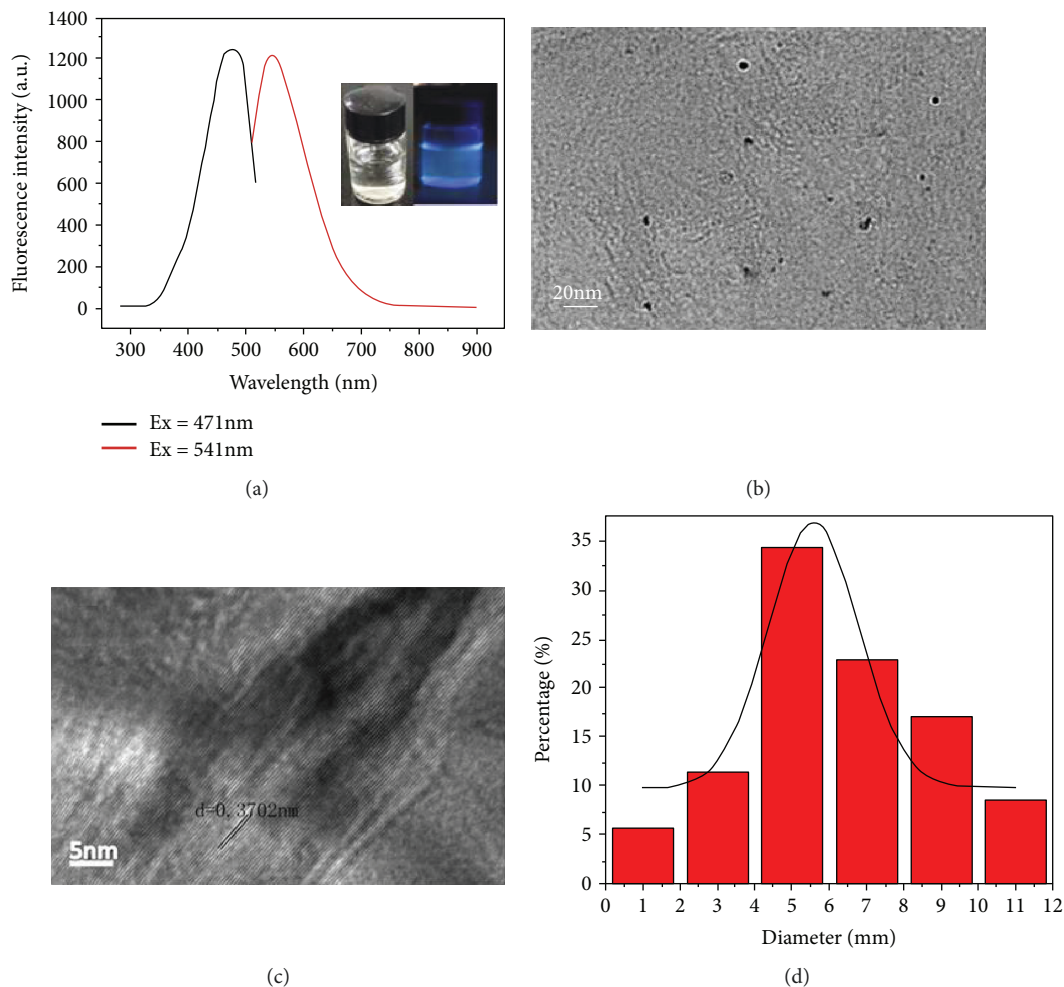 1400
1200
1000
800
600
400
200
0
Fluorescence intensity (a.u.)
300 400 500 600 700 800 900
Wavelength (nm)
Ex = 471nm
Ex = 541nm
(a)
20nm
(b)
d=0.3702nm
5nm
(c)
35
30
25
20
15
10
5
0
Percentage (%)
0 1 2 3 4 5 6 7 8 9 10 11 12
Diameter (mm)
(d)